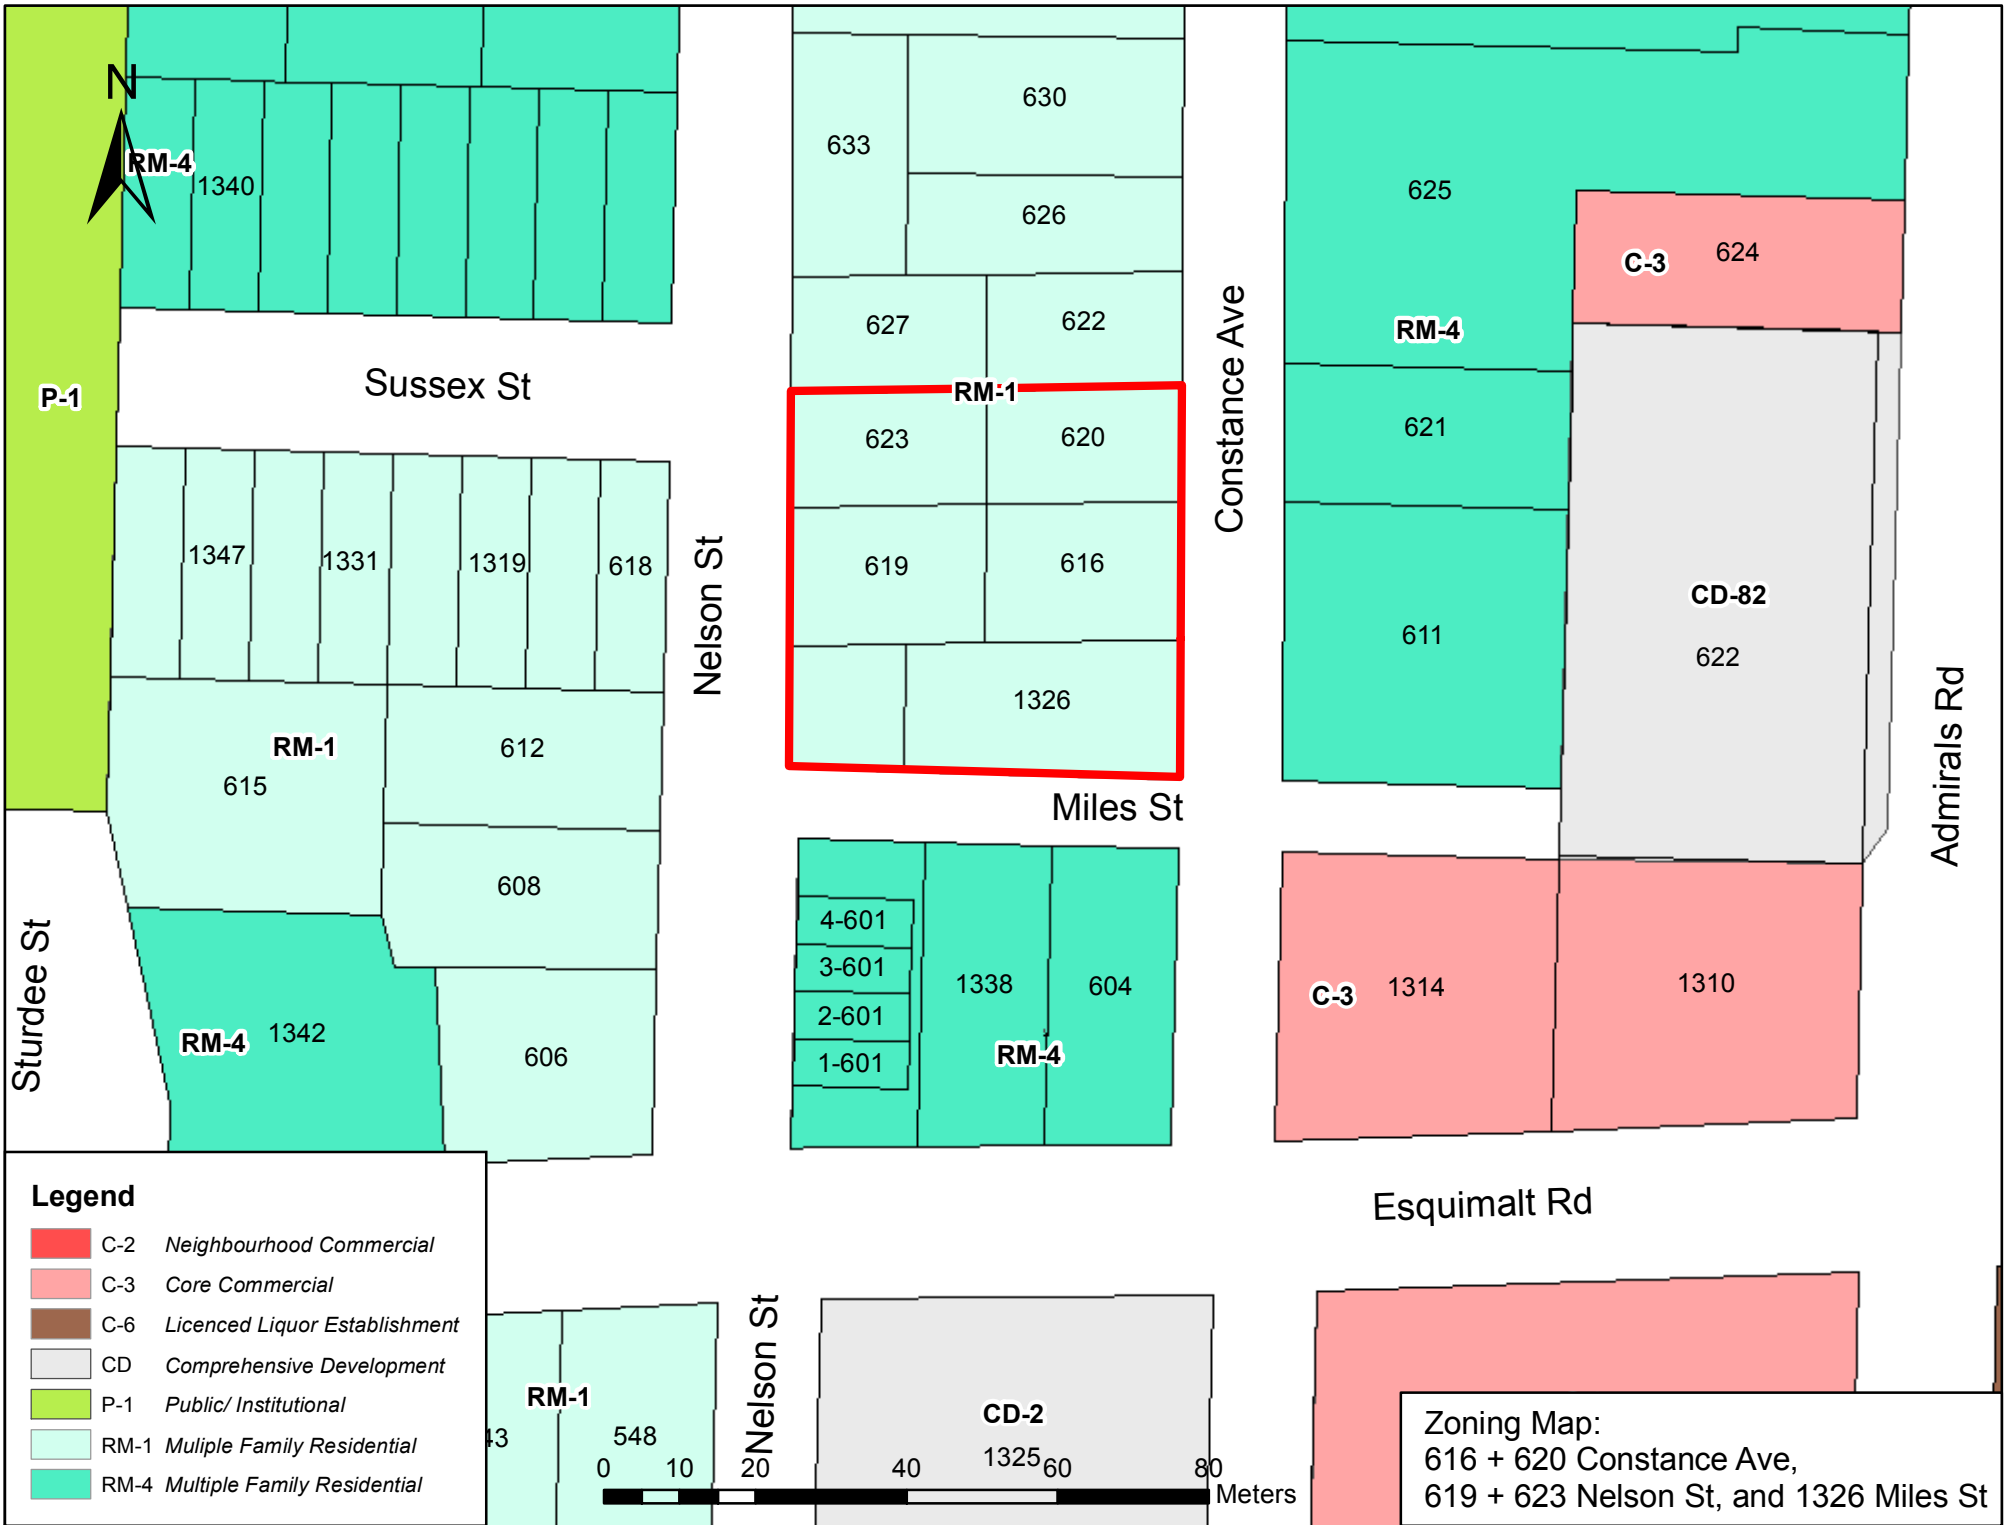 N
RM-4
1340
P-1
Sussex St
1347
1331
1319
618
RM-1
615
612
608
RM-4
1342
606
Sturdee St
Nelson St
633
630
626
627
622
RM-1
623
620
619
616
1326
Constance Ave
Miles St
4-601
3-601
2-601
1-601
1338
604
RM-4
625
C-3
624
RM-4
621
611
CD-82
622
Admirals Rd
C-3
1314
1310
Esquimalt Rd
Legend
C-2 Neighbourhood Commercial
C-3 Core Commercial
C-6 Licenced Liquor Establishment
CD Comprehensive Development
P-1 Public/ Institutional
RM-1 Muliple Family Residential
RM-4 Multiple Family Residential
RM-1
43
548
Nelson St
CD-2
1325
0 10 20 40 60 80
Meters
Zoning Map:
616 + 620 Constance Ave,
619 + 623 Nelson St, and 1326 Miles St